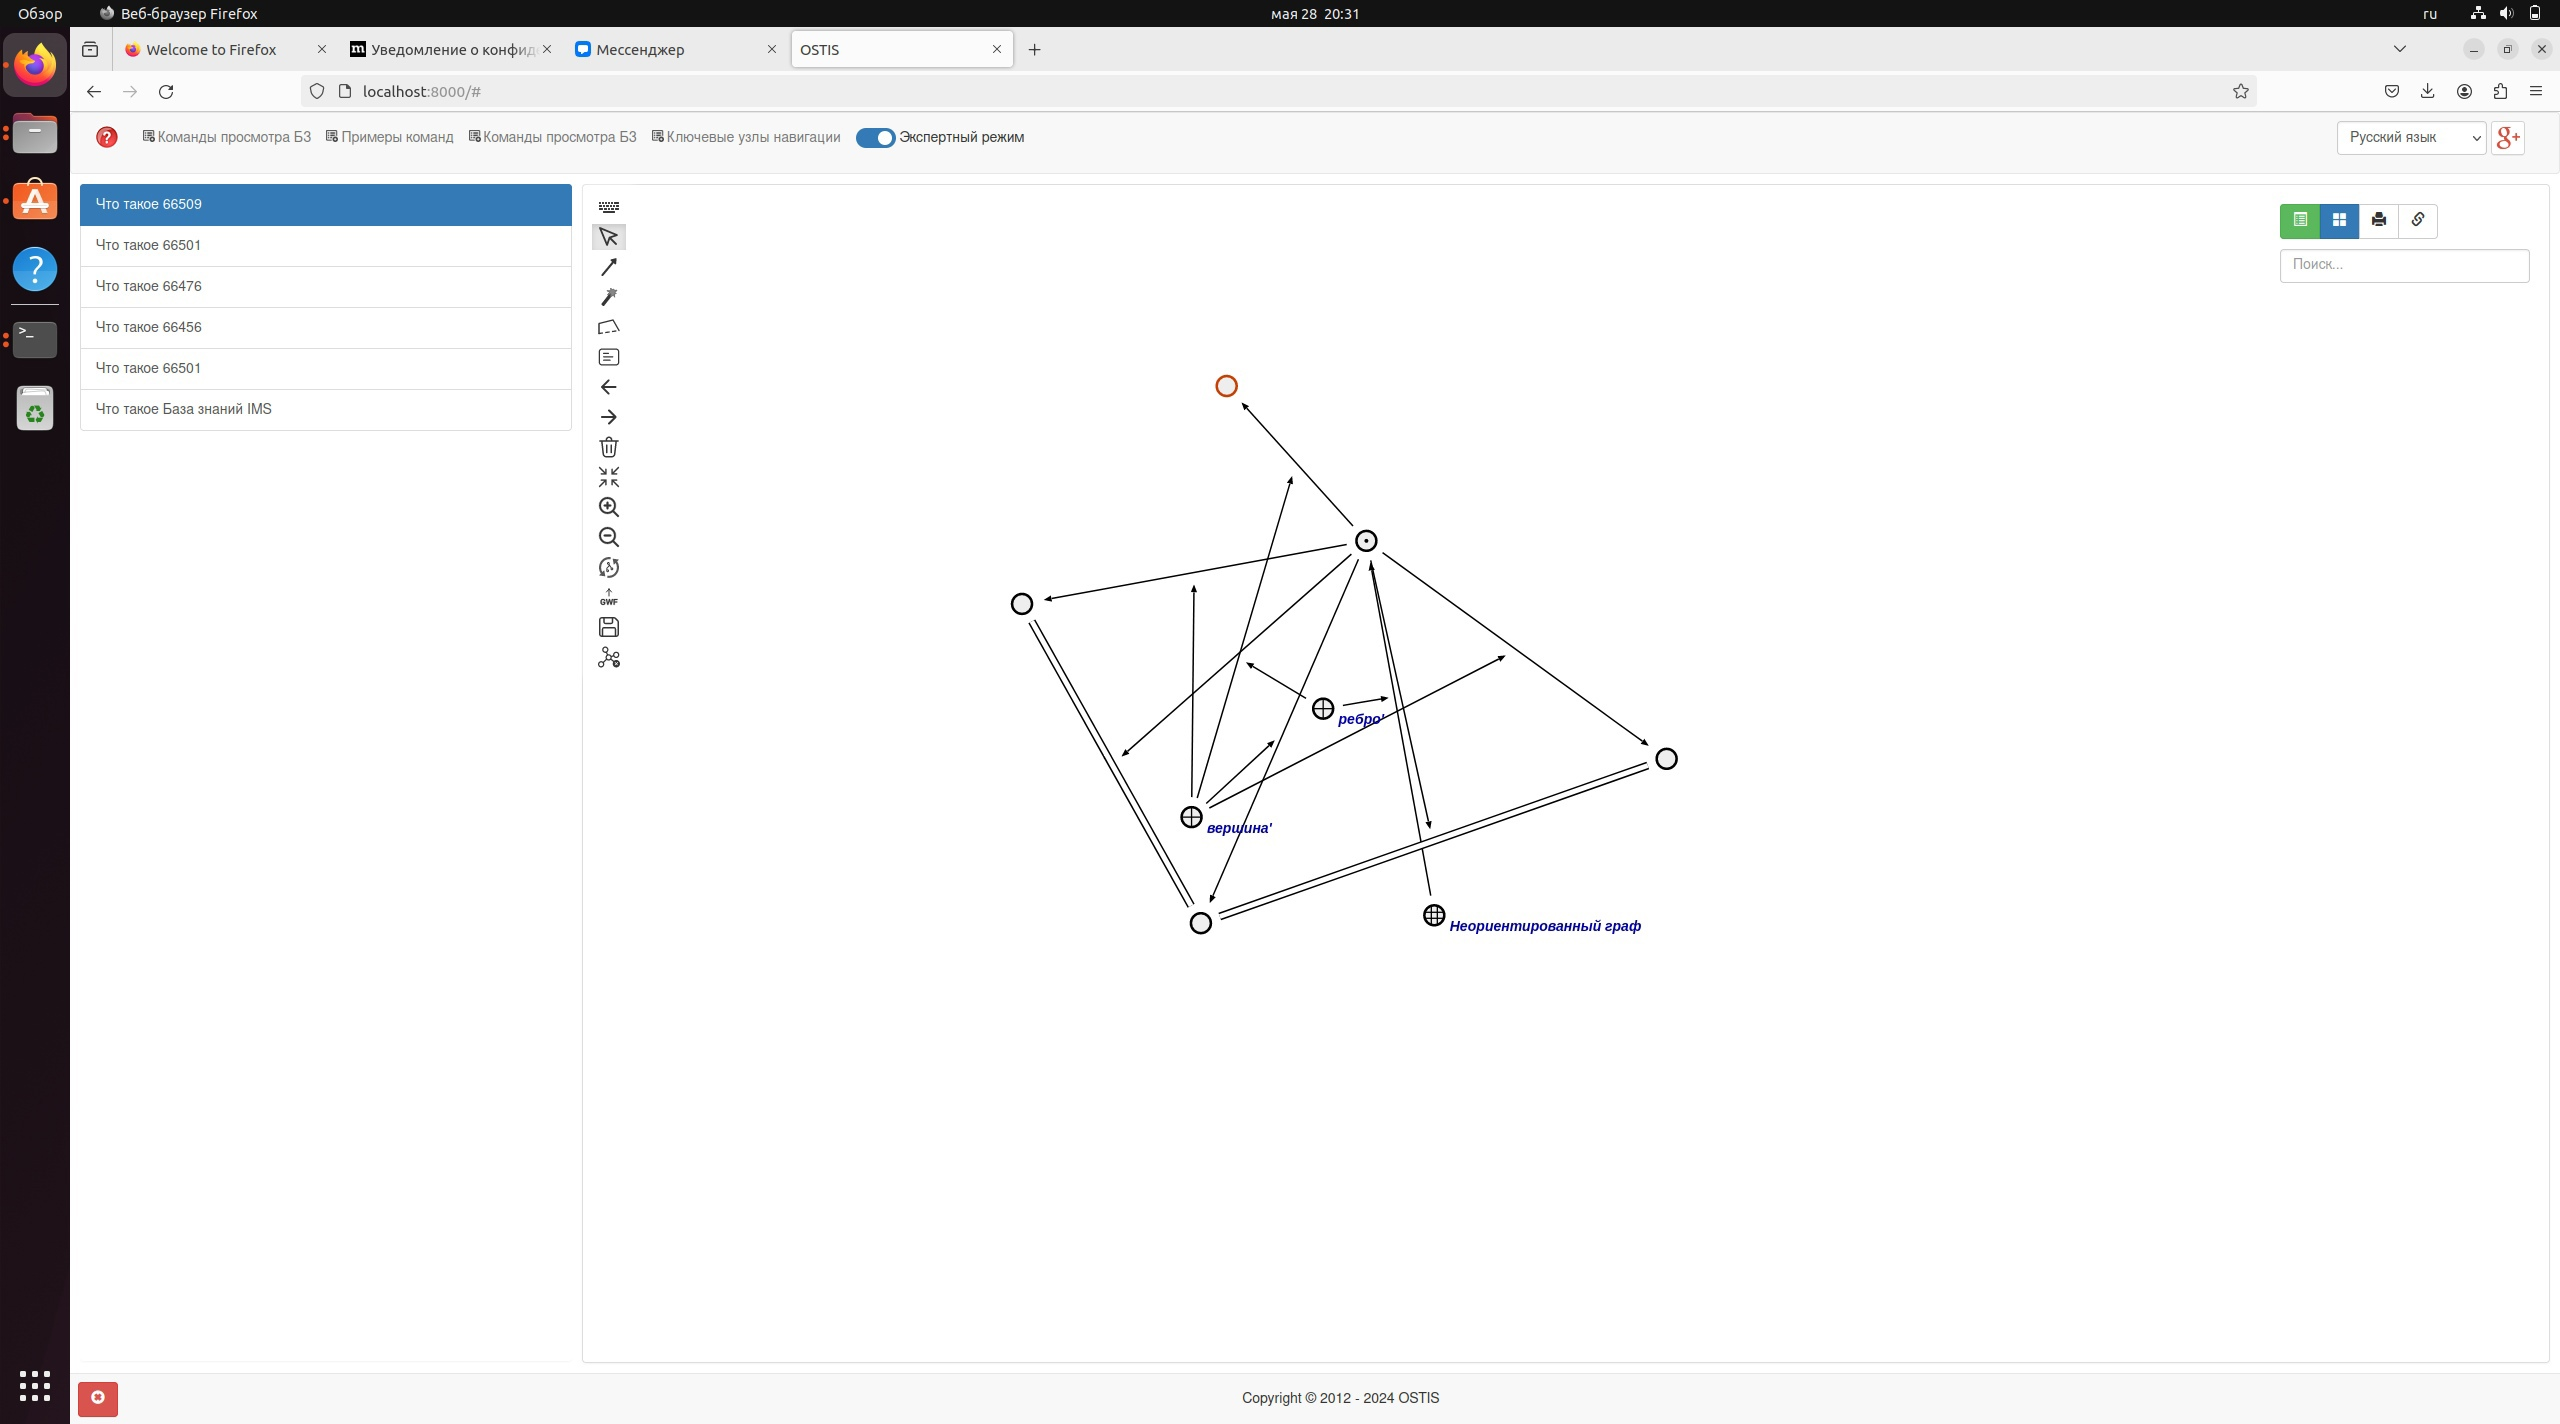 Обзор
Веб-браузер Firefox
мая 28 20:31
ru
Welcome to Firefox
Уведомление о конфид
Мессенджер
OSTIS
localhost:8000/#
Команды просмотра БЗ
Примеры команд
Команды просмотра БЗ
Ключевые узлы навигации
Экспертный режим
Русский язык
g+
Что такое 66509
Что такое 66501
Что такое 66476
Что такое 66456
Что такое 66501
Что такое База знаний IMS
GWF
Поиск...
ребро'
вершина'
Неориентированный граф
Copyright © 2012 - 2024 OSTIS